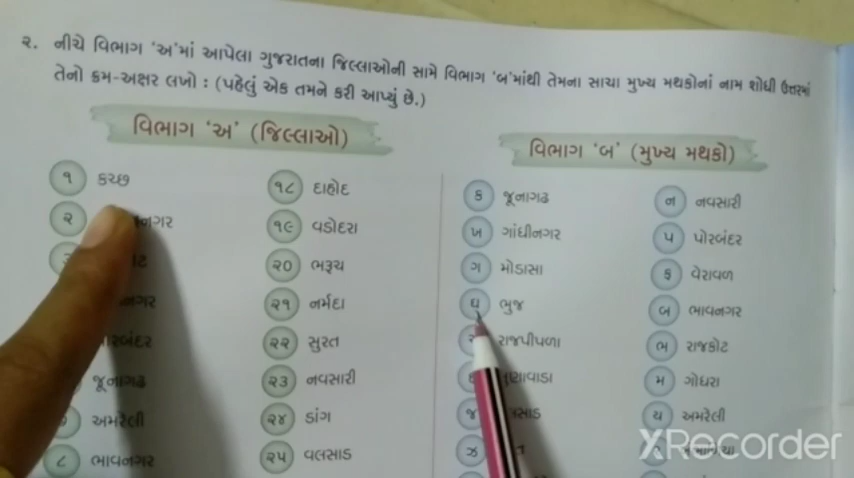 ૨. નીચે વિભાગ 'અ'માં આપેલા ગુજરાતના જિલ્લાઓની સામે વિભાગ 'બ'માંથી તેમના સાચા મુખ્ય મથકોનાં નામ શોધી ઉત્તરમાં
તેનો ક્રમ-અક્ષર લખો : (પહેલું એક તમને કરી આપ્યું છે.)
વિભાગ 'અ' (જિલ્લાઓ)
૧ કચ્છ
૨
નગર
જૂનાગઢ
અમરેલી
૮ ભાવનગર
૧૮ દાહોદ
૧૯ વડોદરા
૨૦ ભરૂચ
૨૧ નર્મદા
૨૨ સુરત
૨૩ નવસારી
૨૪ ડાંગ
૨૫ વલસાડ
વિભાગ 'બ' (મુખ્ય મથકો)
ક જૂનાગઢ
ખ ગાંધીનગર
ગ મોડાસા
ઘ ભુજ
રાજપીપળા
જ
ઝ
ન નવસારી
પ પોરબંદર
ફ વેરાવળ
બ ભાવનગર
ભ રાજકોટ
મ ગોધરા
ય અમરેલી
XRecorder